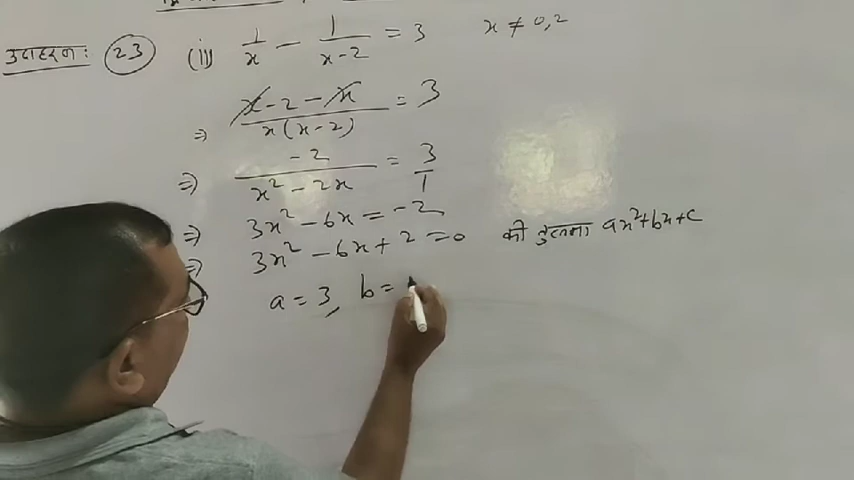 उदाहरण: 23 (ii) 1/x - 1/(x-2) = 3 x ≠ 0,2
⇒ (x - 2 - x)/(x(x-2)) = 3
⇒ -2/(x² - 2x) = 3/1
⇒ 3x² - 6x = -2
⇒ 3x² - 6x + 2 = 0 की तुलना ax²+bx+c
a = 3, b =